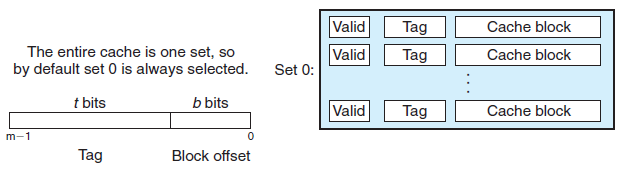 The entire cache is one set, so
by default set 0 is always selected.
t bits b bits
m−1 0
Tag Block offset
Set 0:
Valid Tag Cache block
Valid Tag Cache block
Valid Tag Cache block